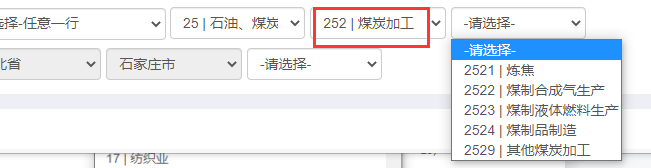 选择-任意一行 25 | 石油、煤炭 252 | 煤炭加工 -请选择-
北省 石家庄市 -请选择-
-请选择-
2521 | 炼焦
2522 | 煤制合成气生产
2523 | 煤制液体燃料生产
2524 | 煤制品制造
2529 | 其他煤炭加工
17 | 纺织业